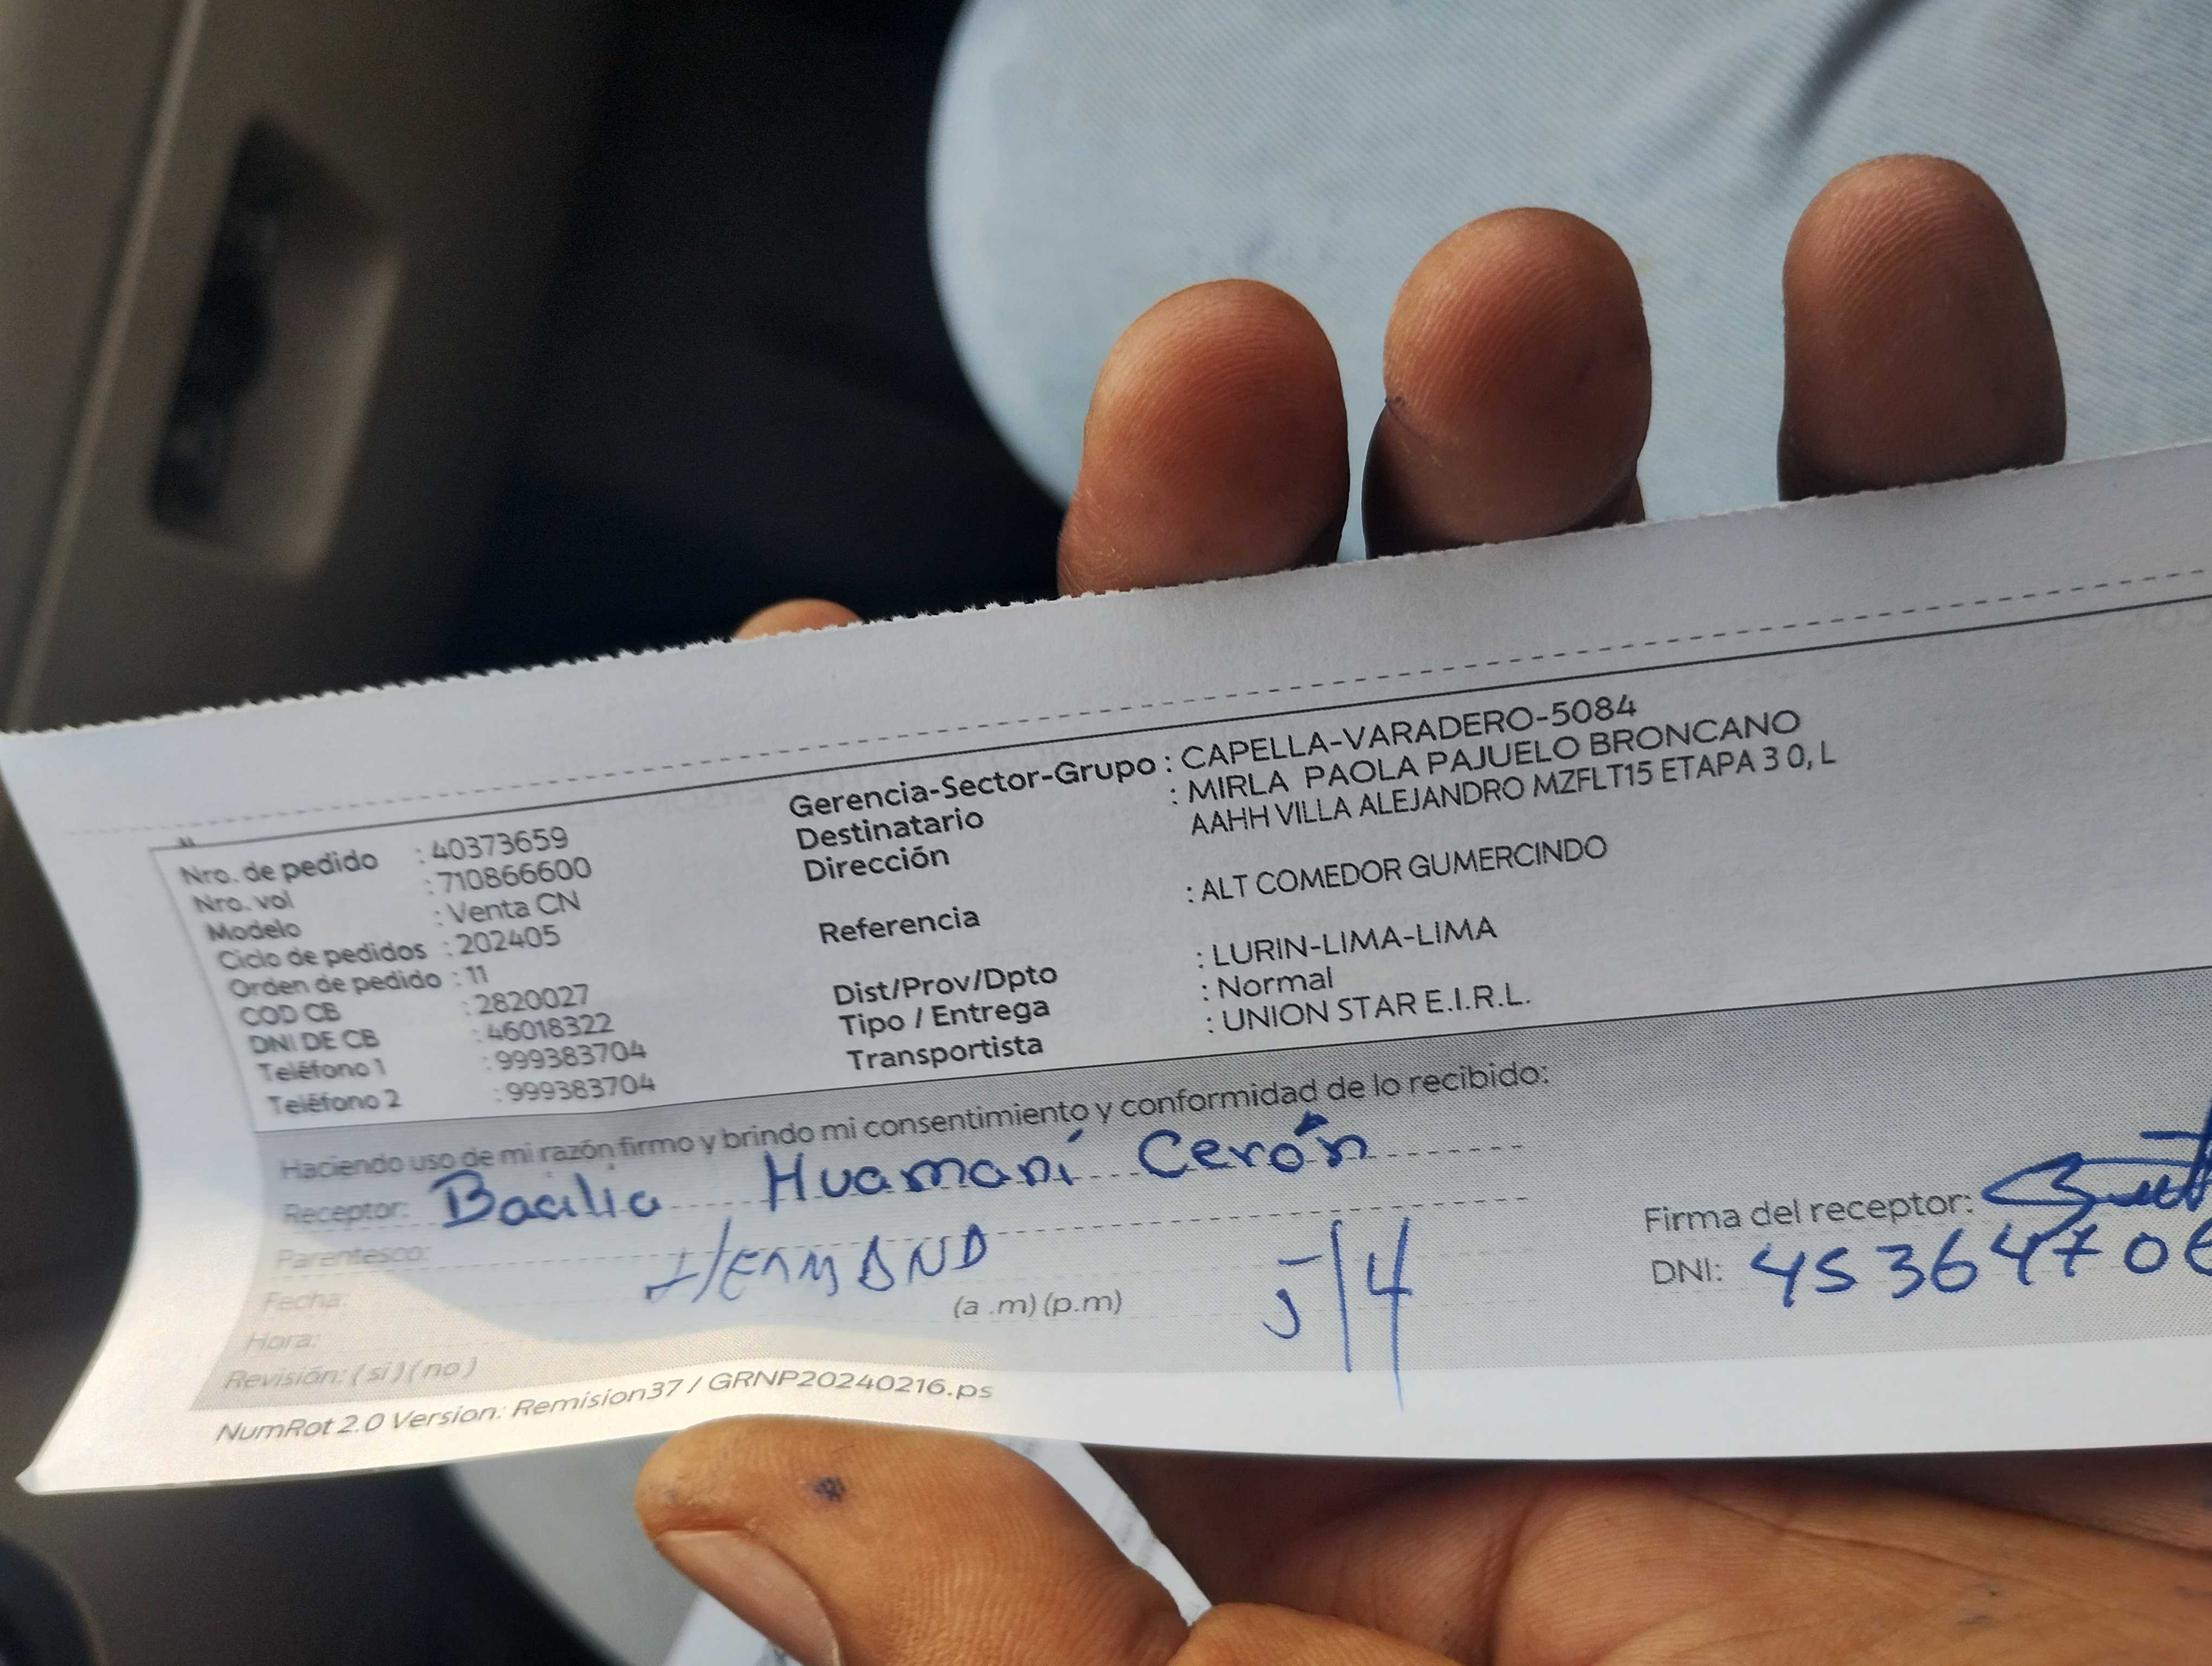 Nro. de pedido : 40373659
Nro. vol : 710866600
Modelo : Venta CN
Ciclo de pedidos : 202405
Orden de pedido : 11
COD CB : 2820027
DNI DE CB : 46018322
Teléfono 1 : 999383704
Teléfono 2 : 999383704
Gerencia-Sector-Grupo : CAPELLA-VARADERO-5084
Destinatario : MIRLA PAOLA PAJUELO BRONCANO
Dirección AAHH VILLA ALEJANDRO MZFLT15 ETAPA 3 0, L
Referencia : ALT COMEDOR GUMERCINDO
Dist/Prov/Dpto : LURIN-LIMA-LIMA
Tipo / Entrega : Normal
Transportista : UNION STAR E.I.R.L.
Haciendo uso de mi razón firmo y brindo mi consentimiento y conformidad de lo recibido:
Receptor: Bacilia Huamaní Cerón
Parentesco: HERMANA
Fecha:
Hora: (a .m) (p.m)
5/4
Revisión: ( si ) ( no )
Firma del receptor:
DNI: 4536470
NumRot 2.0 Version: Remision37 / GRNP20240216.ps